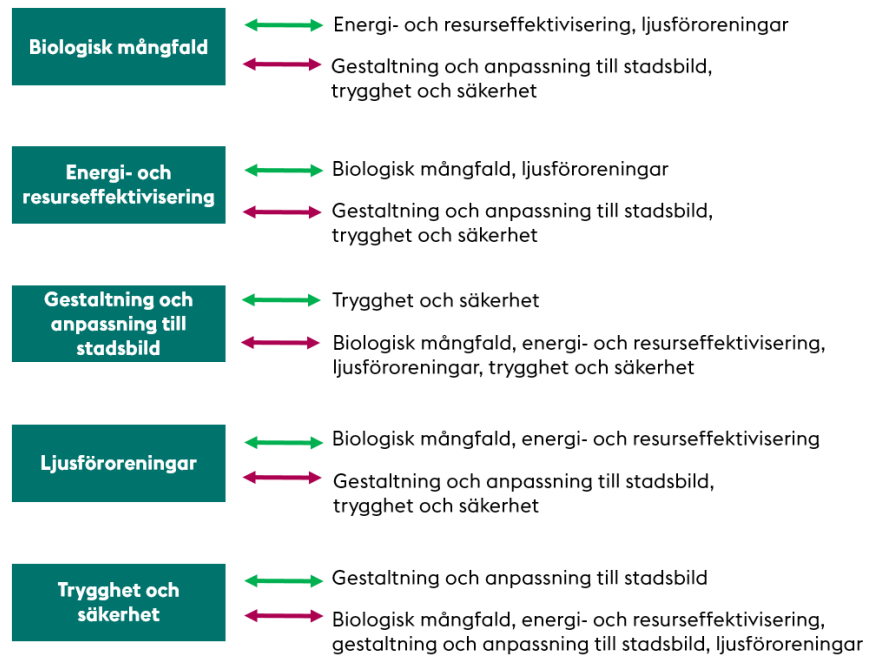 Biologisk mångfald
Energi- och resurseffektivisering, ljusföroreningar
Gestaltning och anpassning till stadsbild,
trygghet och säkerhet
Energi- och
resurseffektivisering
Biologisk mångfald, ljusföroreningar
Gestaltning och anpassning till stadsbild,
trygghet och säkerhet
Gestaltning och
anpassning till
stadsbild
Trygghet och säkerhet
Biologisk mångfald, energi- och resurseffektivisering,
ljusföroreningar, trygghet och säkerhet
Ljusföroreningar
Biologisk mångfald, energi- och resurseffektivisering
Gestaltning och anpassning till stadsbild,
trygghet och säkerhet
Trygghet och
säkerhet
Gestaltning och anpassning till stadsbild
Biologisk mångfald, energi- och resurseffektivisering,
gestaltning och anpassning till stadsbild, ljusföroreningar